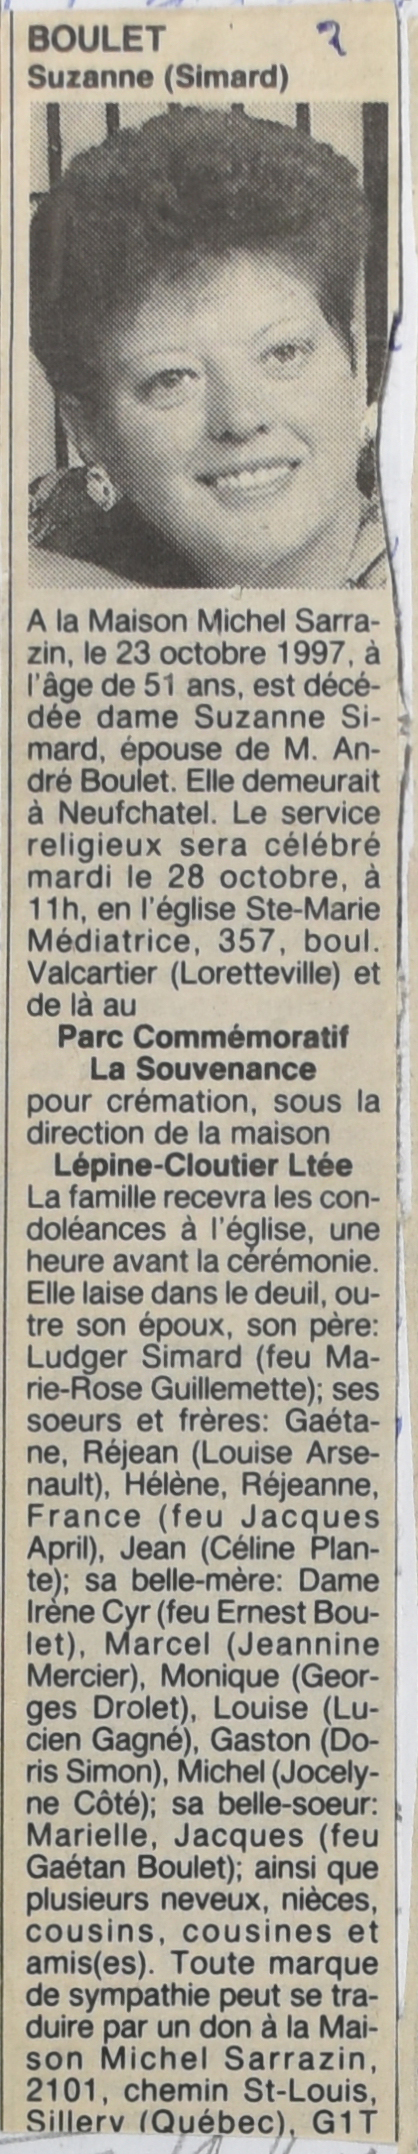 BOULET 7
Suzanne (Simard)
A la Maison Michel Sarra-
zin, le 23 octobre 1997, à
l'âge de 51 ans, est décé-
dée dame Suzanne Si-
mard, épouse de M. An-
dré Boulet. Elle demeurait
à Neufchatel. Le service
religieux sera célébré
mardi le 28 octobre, à
11h, en l'église Ste-Marie
Médiatrice, 357, boul.
Valcartier (Loretteville) et
de là au
Parc Commémoratif
La Souvenance
pour crémation, sous la
direction de la maison
Lépine-Cloutier Ltée
La famille recevra les con-
doléances à l'église, une
heure avant la cérémonie.
Elle laise dans le deuil, ou-
tre son époux, son père:
Ludger Simard (feu Ma-
rie-Rose Guillemette); ses
soeurs et frères: Gaéta-
ne, Réjean (Louise Arse-
nault), Hélène, Réjeanne,
France (feu Jacques
April), Jean (Céline Plan-
te); sa belle-mère: Dame
Irène Cyr (feu Ernest Bou-
let), Marcel (Jeannine
Mercier), Monique (Geor-
ges Drolet), Louise (Lu-
cien Gagné), Gaston (Do-
ris Simon), Michel (Jocely-
ne Côté); sa belle-soeur:
Marielle, Jacques (feu
Gaétan Boulet); ainsi que
plusieurs neveux, nièces,
cousins, cousines et
amis(es). Toute marque
de sympathie peut se tra-
duire par un don à la Mai-
son Michel Sarrazin,
2101, chemin St-Louis,
Sillery (Québec), G1T